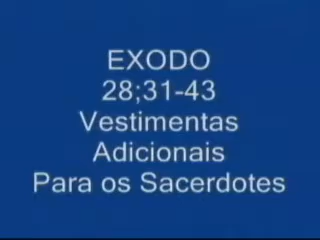 EXODO
28;31-43
Vestimentas
Adicionais
Para os Sacerdotes